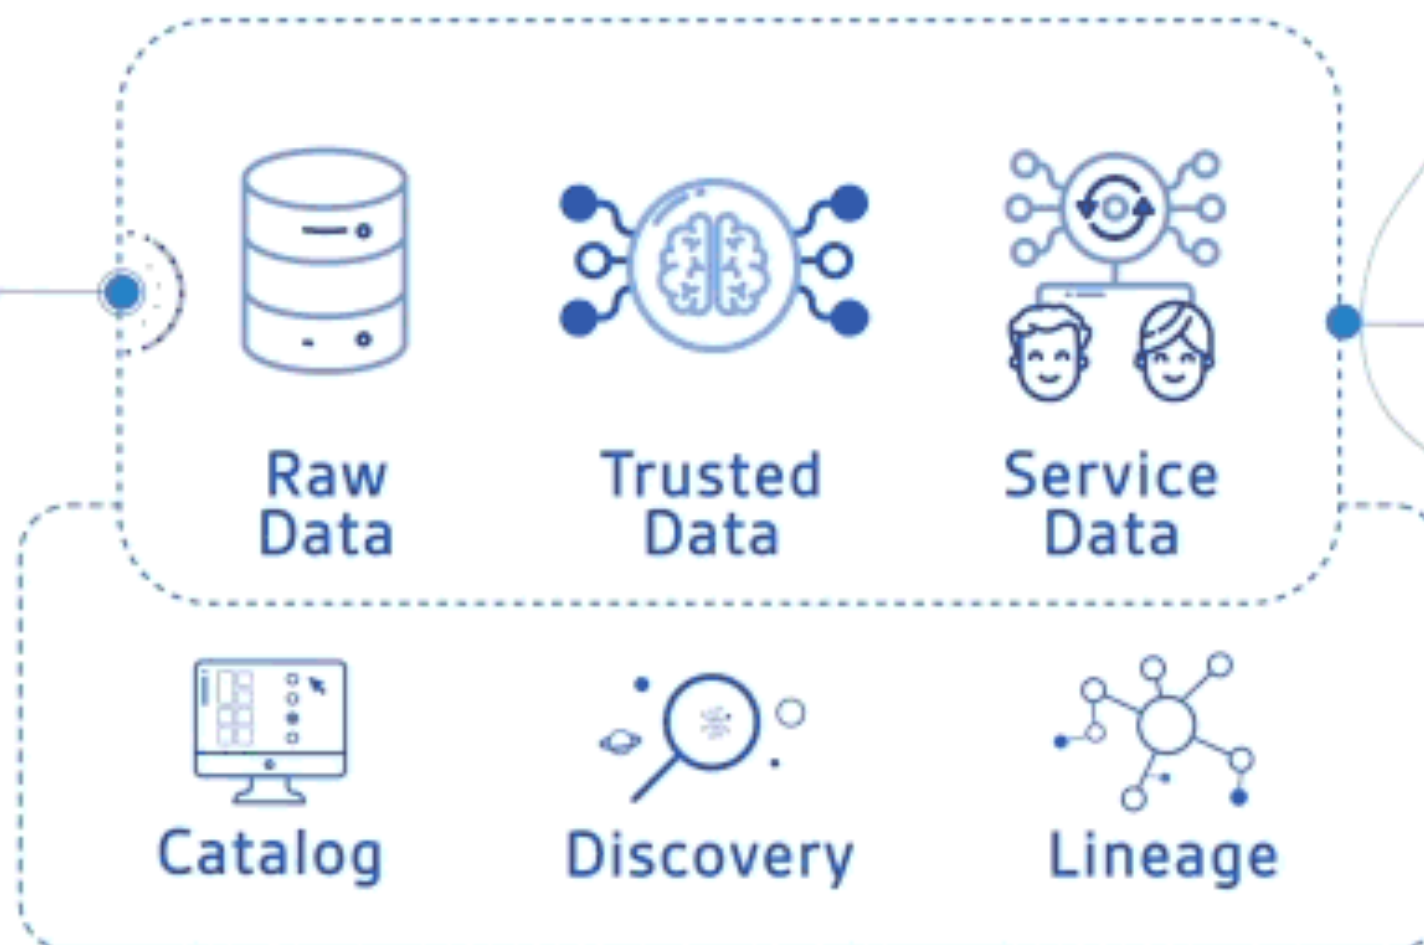 Raw
Data
Trusted
Data
Service
Data
Catalog
Discovery
Lineage